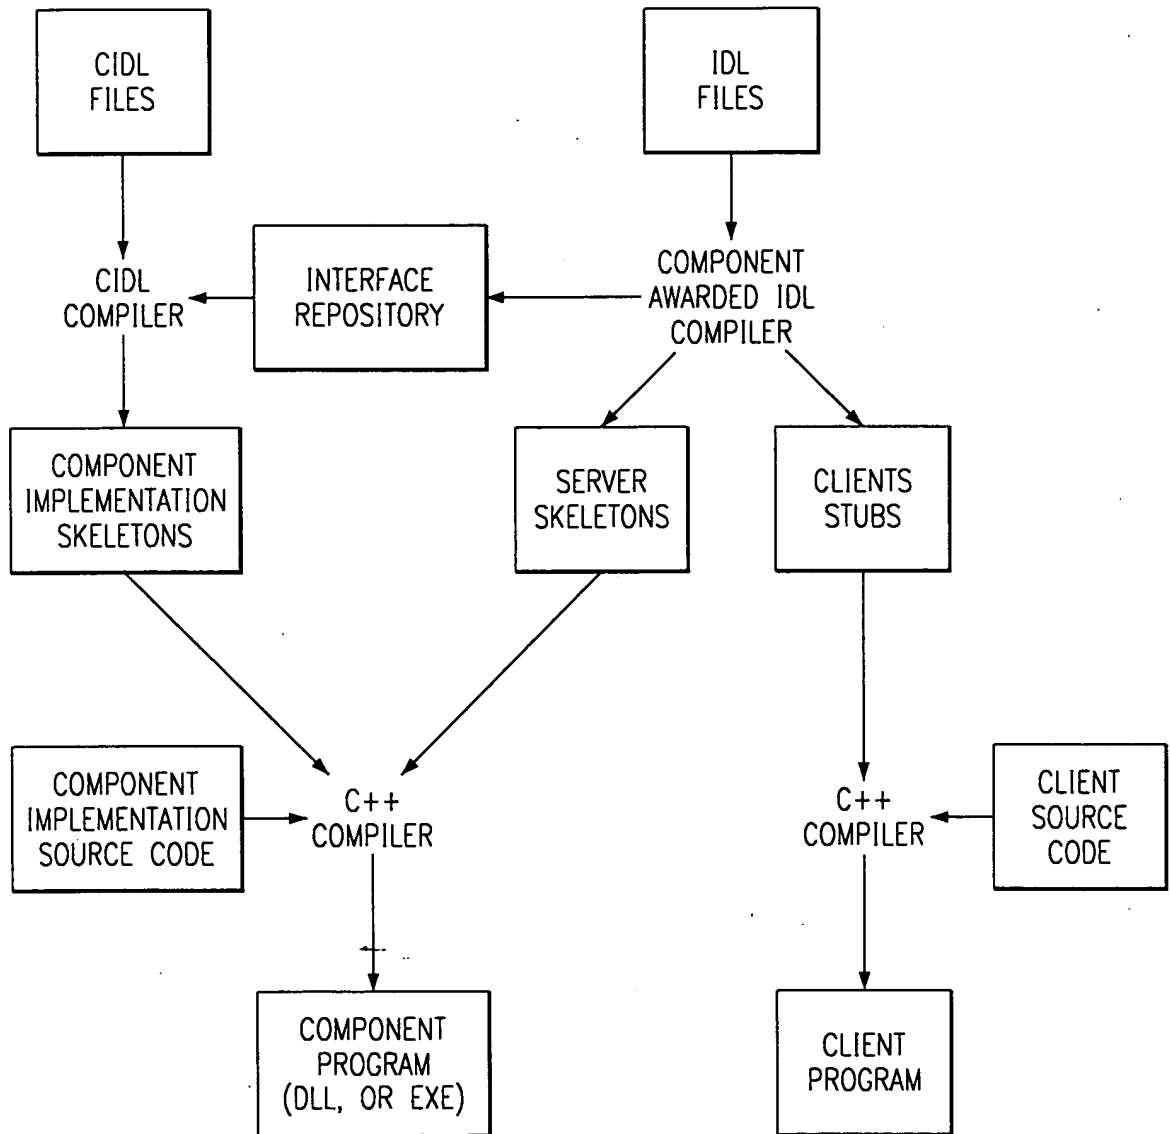 CIDL
FILES
IDL
FILES
CIDL
COMPILER
INTERFACE
REPOSITORY
COMPONENT
AWARDED IDL
COMPILER
COMPONENT
IMPLEMENTATION
SKELETONS
SERVER
SKELETONS
CLIENTS
STUBS
COMPONENT
IMPLEMENTATION
SOURCE CODE
C++
COMPILER
C++
COMPILER
CLIENT
SOURCE
CODE
COMPONENT
PROGRAM
(DLL, OR EXE)
CLIENT
PROGRAM